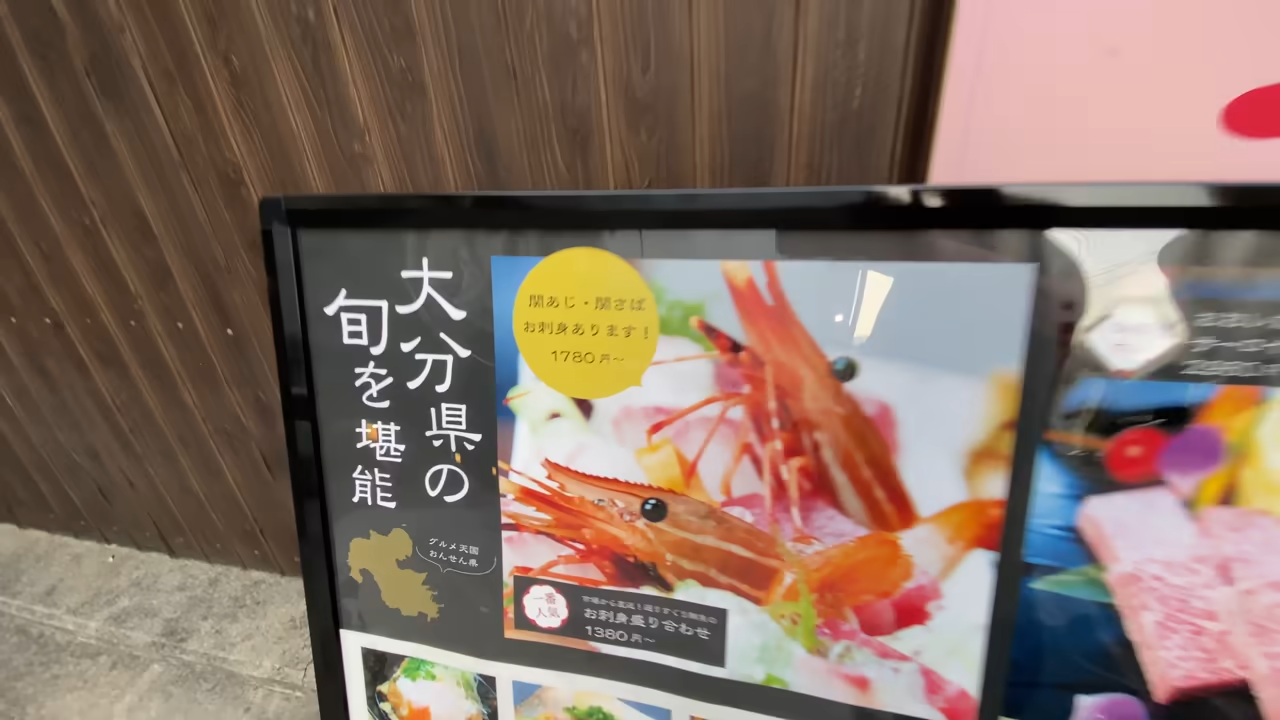 大分県の
旬を堪能
グルメ天国
おんせん県
関あじ・関さば
お刺身あります！
1780円～
一番
人気
お刺身盛り合わせ
1380円～